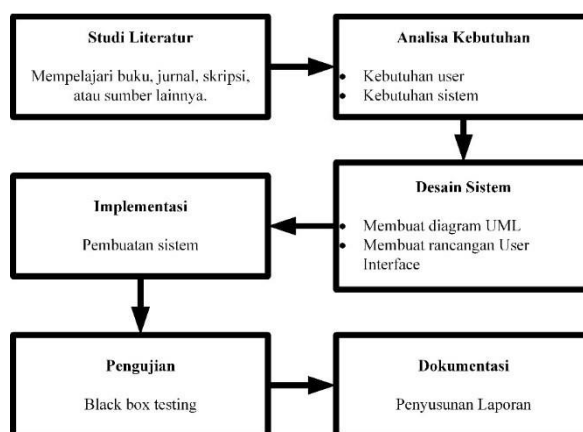 Studi Literatur
Mempelajari buku, jurnal, skripsi,
atau sumber lainnya.
Analisa Kebutuhan
• Kebutuhan user
• Kebutuhan sistem
Desain Sistem
• Membuat diagram UML
• Membuat rancangan User
Interface
Implementasi
Pembuatan sistem
Pengujian
Black box testing
Dokumentasi
Penyusunan Laporan